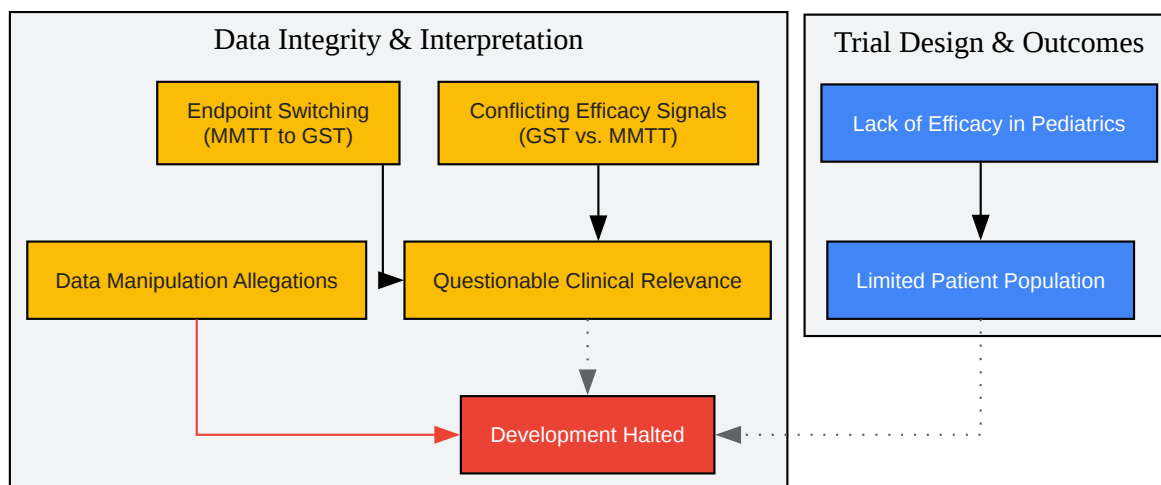 Data Integrity & Interpretation
Endpoint Switching
(MMTT to GST)
Conflicting Efficacy Signals
(GST vs. MMTT)
Data Manipulation Allegations
Questionable Clinical Relevance
Development Halted
Trial Design & Outcomes
Lack of Efficacy in Pediatrics
Limited Patient Population